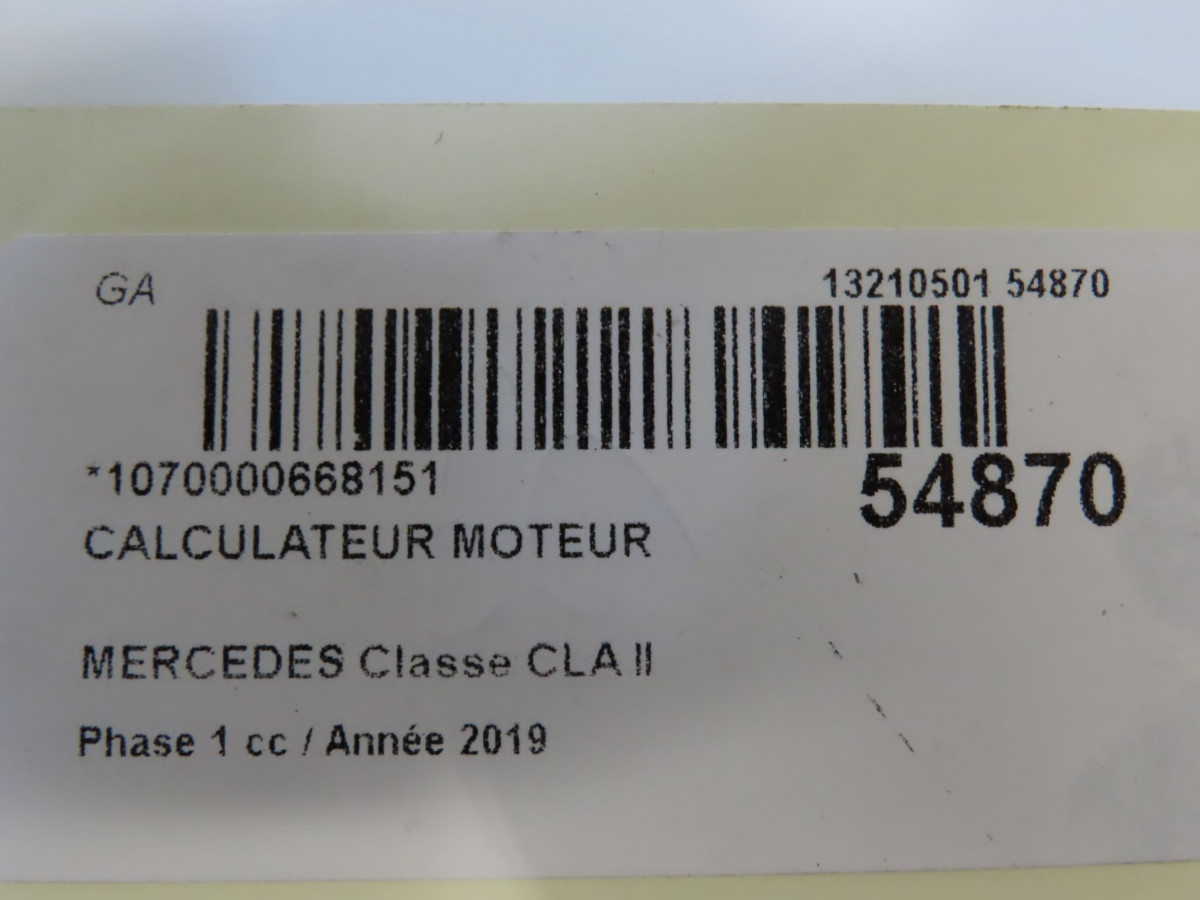 GA
13210501 54870
*1070000668151
54870
CALCULATEUR MOTEUR
MERCEDES Classe CLA II
Phase 1 cc / Année 2019